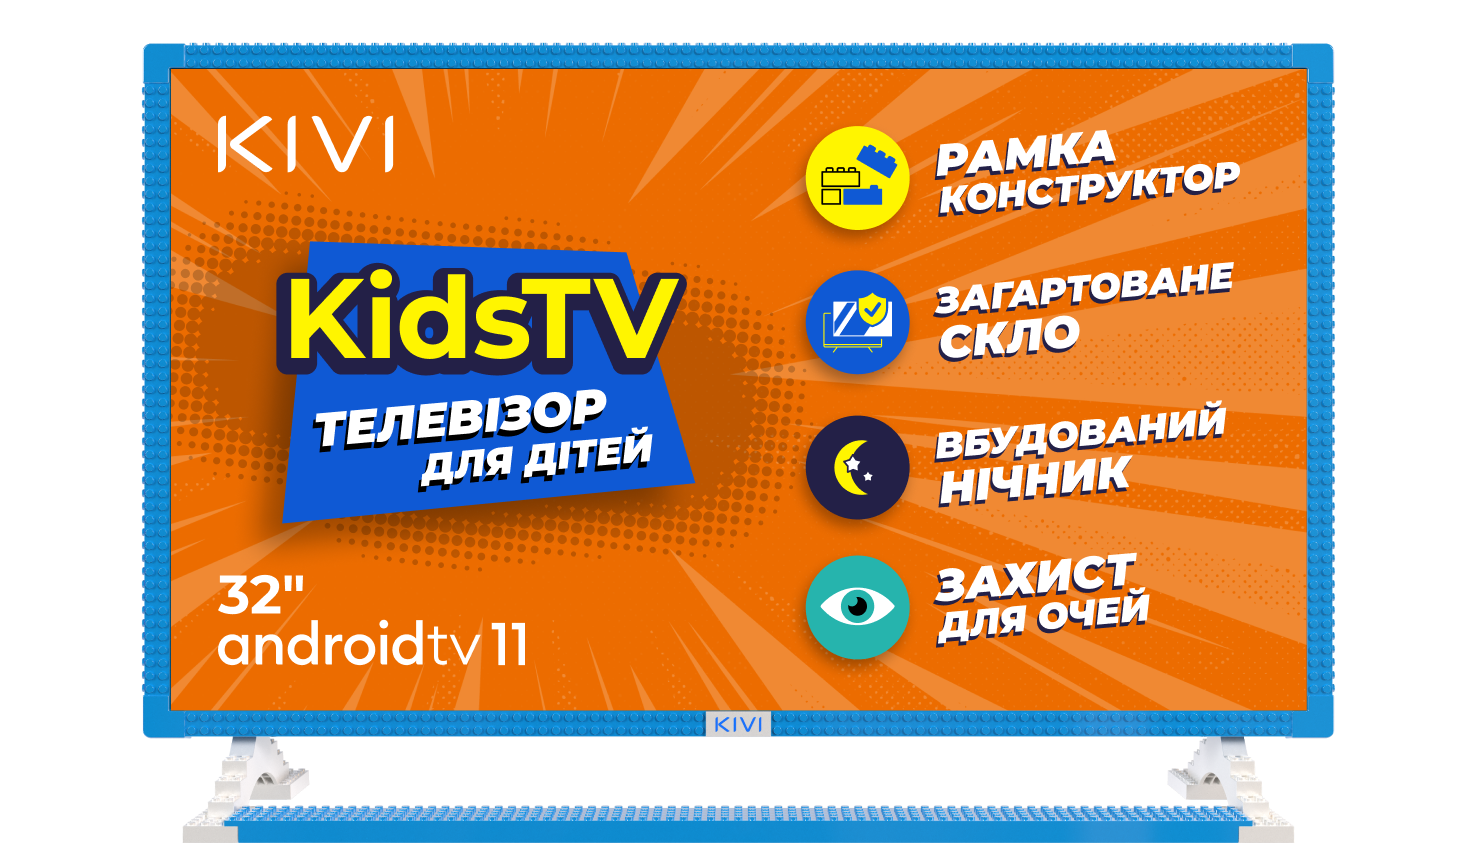 KIVI
KidsTV
ТЕЛЕВІЗОР
ДЛЯ ДІТЕЙ
32"
androidtv 11
РАМКА
КОНСТРУКТОР
ЗАГАРТОВАНЕ
СКЛО
ВБУДОВАНИЙ
НІЧНИК
ЗАХИСТ
ДЛЯ ОЧЕЙ
KIVI